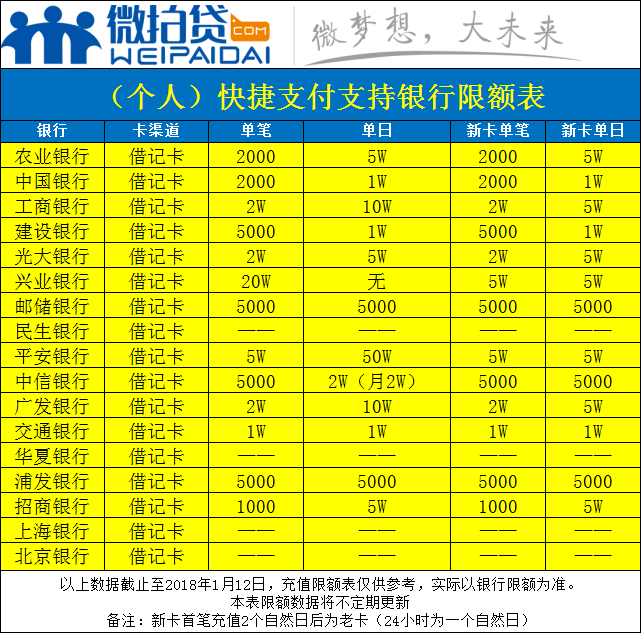 微拍贷.COM
WEIPAIDAI
微梦想，大未来
（个人）快捷支付支持银行限额表
银行 卡渠道 单笔 单日 新卡单笔 新卡单日
农业银行 借记卡 2000 5W 2000 5W
中国银行 借记卡 2000 1W 2000 1W
工商银行 借记卡 2W 10W 2W 5W
建设银行 借记卡 5000 1W 5000 1W
光大银行 借记卡 2W 5W 2W 5W
兴业银行 借记卡 20W 无 5W 5W
邮储银行 借记卡 5000 5000 5000 5000
民生银行 借记卡 —— —— —— ——
平安银行 借记卡 5W 50W 5W 5W
中信银行 借记卡 5000 2W（月2W） 5000 5000
广发银行 借记卡 2W 10W 2W 5W
交通银行 借记卡 1W 1W 1W 1W
华夏银行 借记卡 —— —— —— ——
浦发银行 借记卡 5000 5000 5000 5000
招商银行 借记卡 1000 5W 1000 5W
上海银行 借记卡 —— —— —— ——
北京银行 借记卡 —— —— —— ——
以上数据截止至2018年1月12日，充值限额表仅供参考，实际以银行限额为准。
本表限额数据将不定期更新
备注：新卡首笔充值2个自然日后为老卡（24小时为一个自然日）